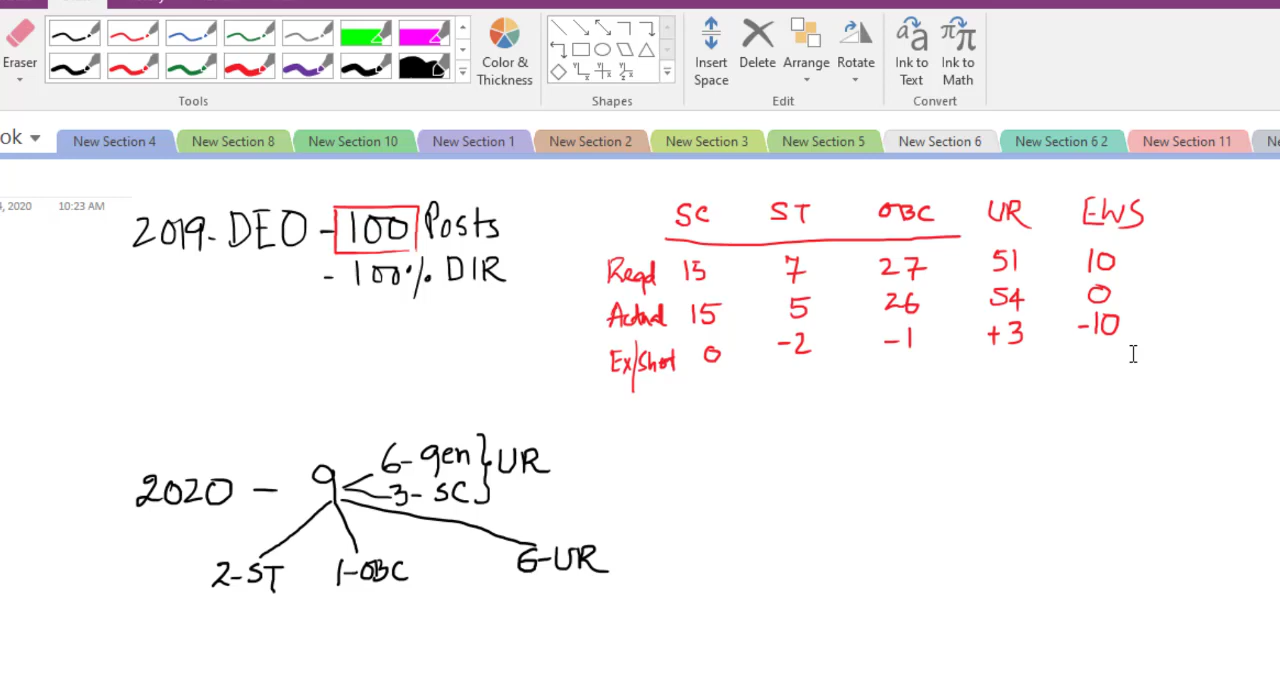 Eraser
Tools
Color & Thickness
Shapes
Insert Space
Delete
Arrange
Rotate
Edit
Ink to Text
Ink to Math
Convert
ok
New Section 4
New Section 8
New Section 10
New Section 1
New Section 2
New Section 3
New Section 5
New Section 6
New Section 6 2
New Section 11
4, 2020 10:23 AM
2019-DEO-100 Posts
- 100% DIR
SC ST OBC UR EWS
Reqd 15 7 27 51 10
Actual 15 5 26 54 0
Ex/Shot 0 -2 -1 +3 -10
6-gen } UR
2020 - 9
3-SC
2-ST 1-OBC 6-UR